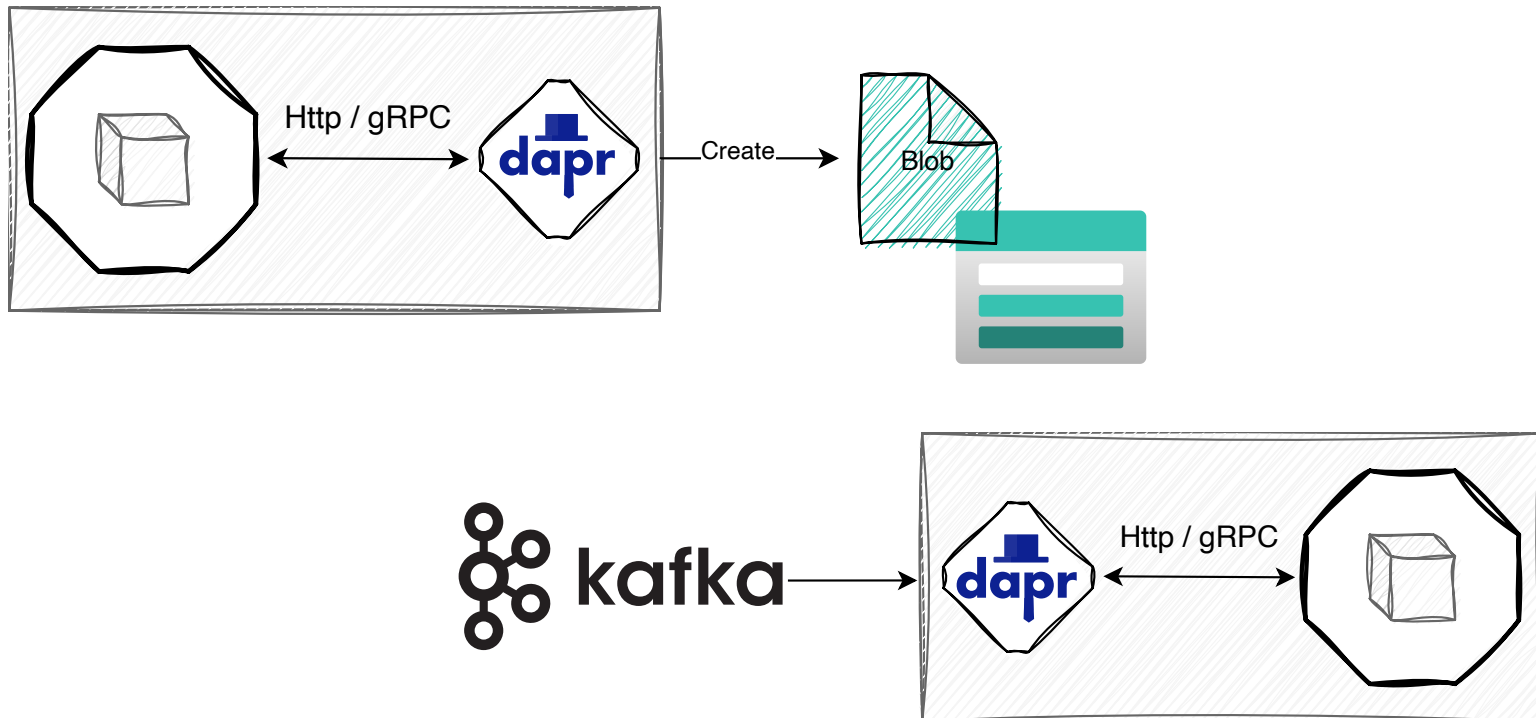 Http / gRPC
dapr
Create
Blob
kafka
dapr
Http / gRPC